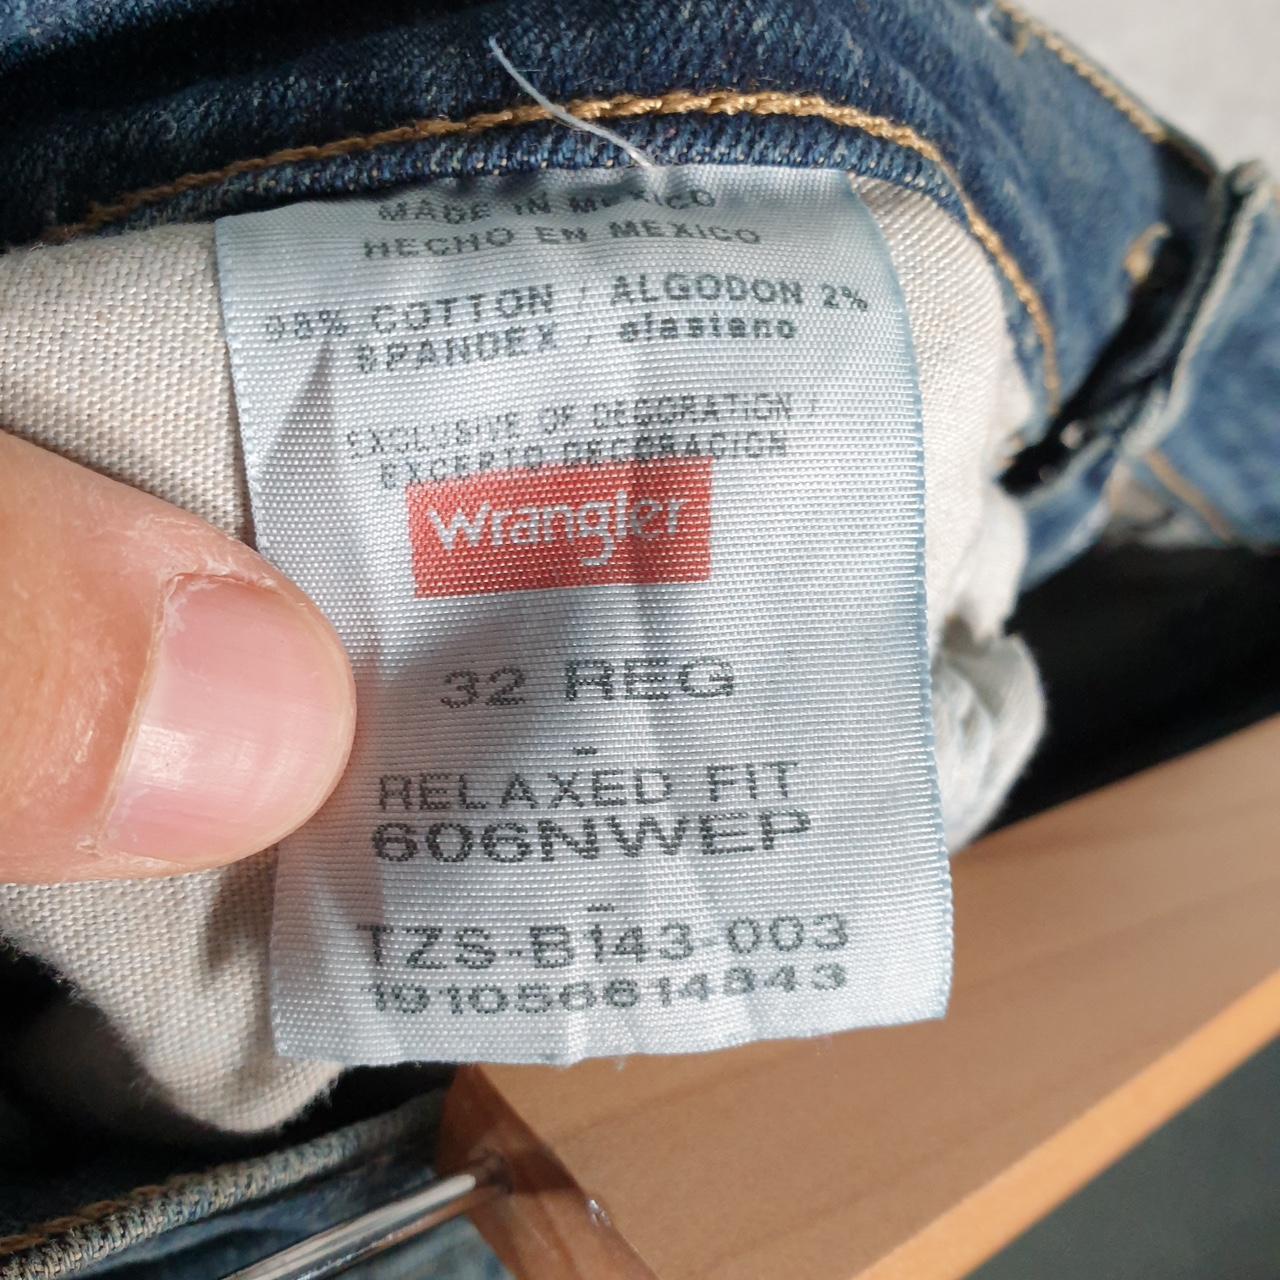 MADE IN MEXICO
HECHO EN MEXICO
98% COTTON / ALGODON 2%
SPANDEX / elastano
EXCLUSIVE OF DECORATION /
EXCEPTO DECORACION
Wrangler
32 REG
-
RELAXED FIT
606NWEP
-
TZS-B143-003
191056614343